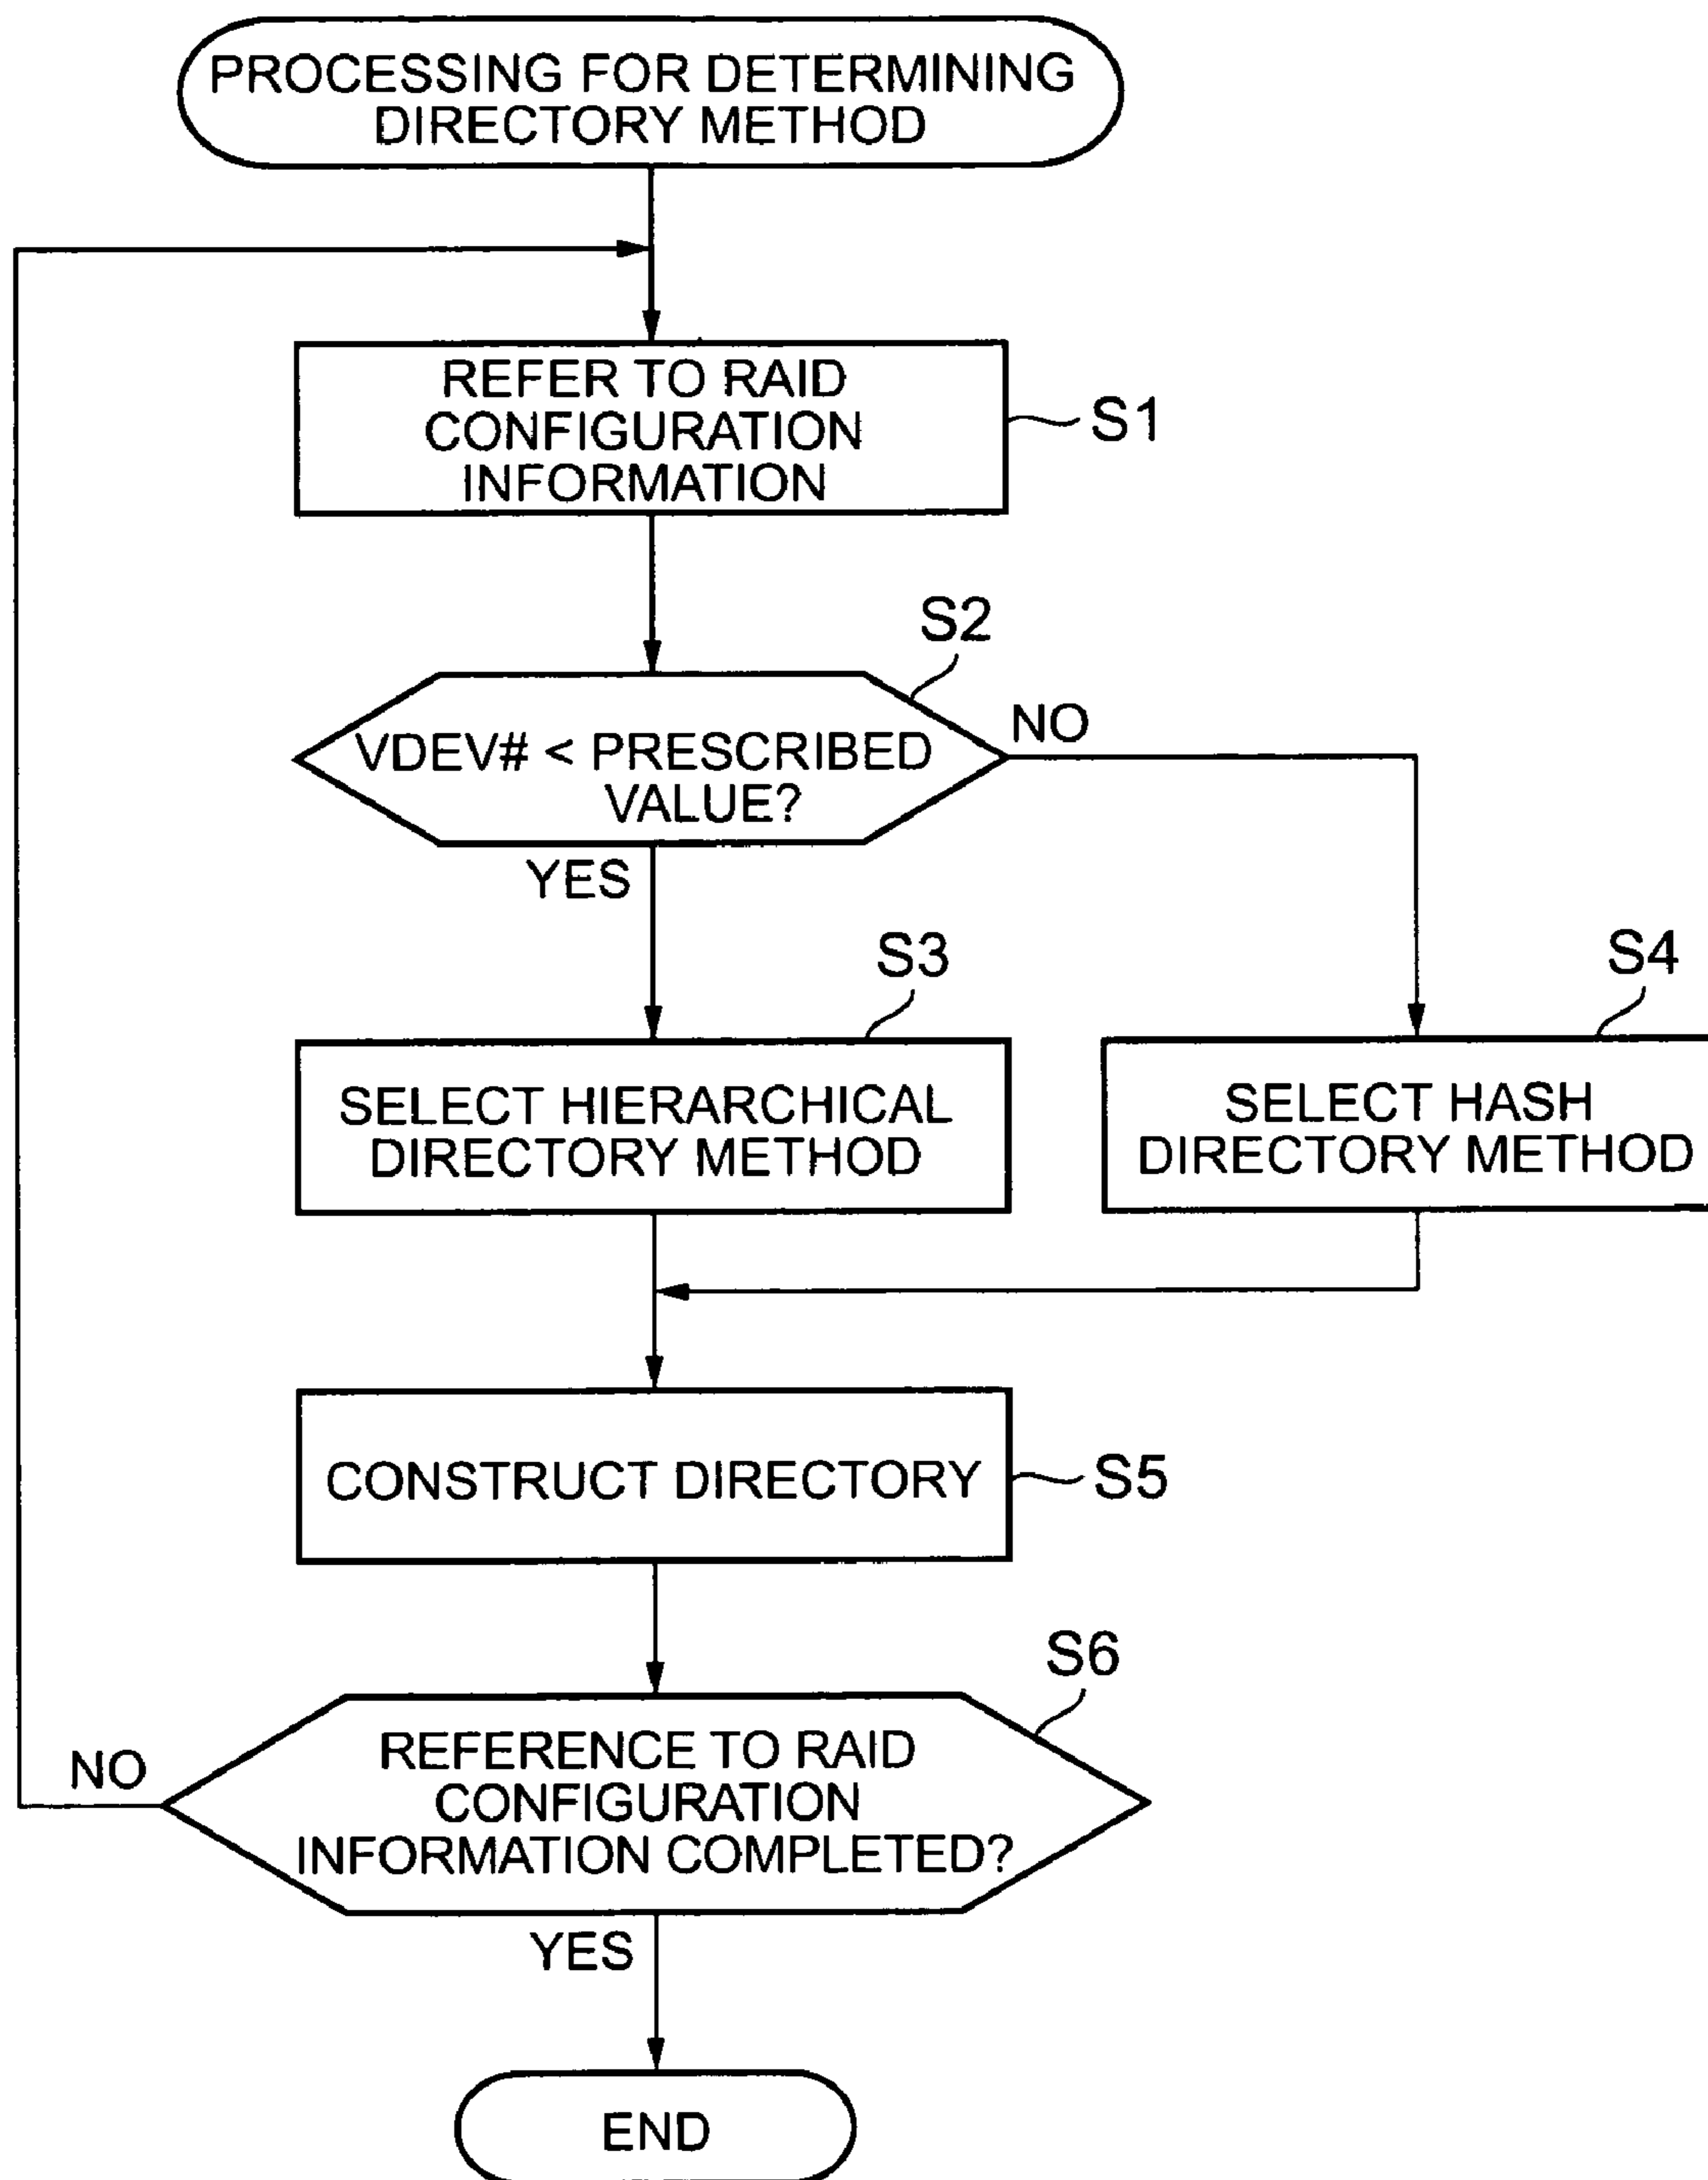 PROCESSING FOR DETERMINING
DIRECTORY METHOD
REFER TO RAID
CONFIGURATION
INFORMATION
S1
S2
VDEV# < PRESCRIBED
VALUE?
NO
YES
S3
S4
SELECT HIERARCHICAL
DIRECTORY METHOD
SELECT HASH
DIRECTORY METHOD
CONSTRUCT DIRECTORY
S5
S6
REFERENCE TO RAID
CONFIGURATION
INFORMATION COMPLETED?
NO
YES
END